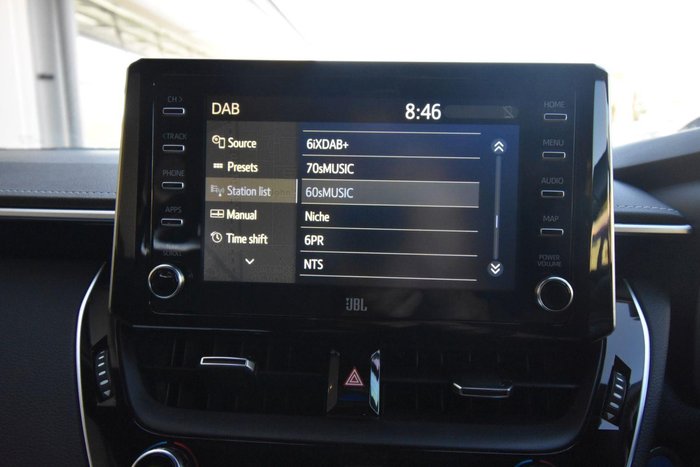 DAB
8:46
CH >
< TRACK
PHONE
APPS
SCROLL
Source
Presets
Station list
Manual
Time shift
6iXDAB+
70sMUSIC
60sMUSIC
Niche
6PR
NTS
HOME
MENU
AUDIO
MAP
POWER
VOLUME
JBL